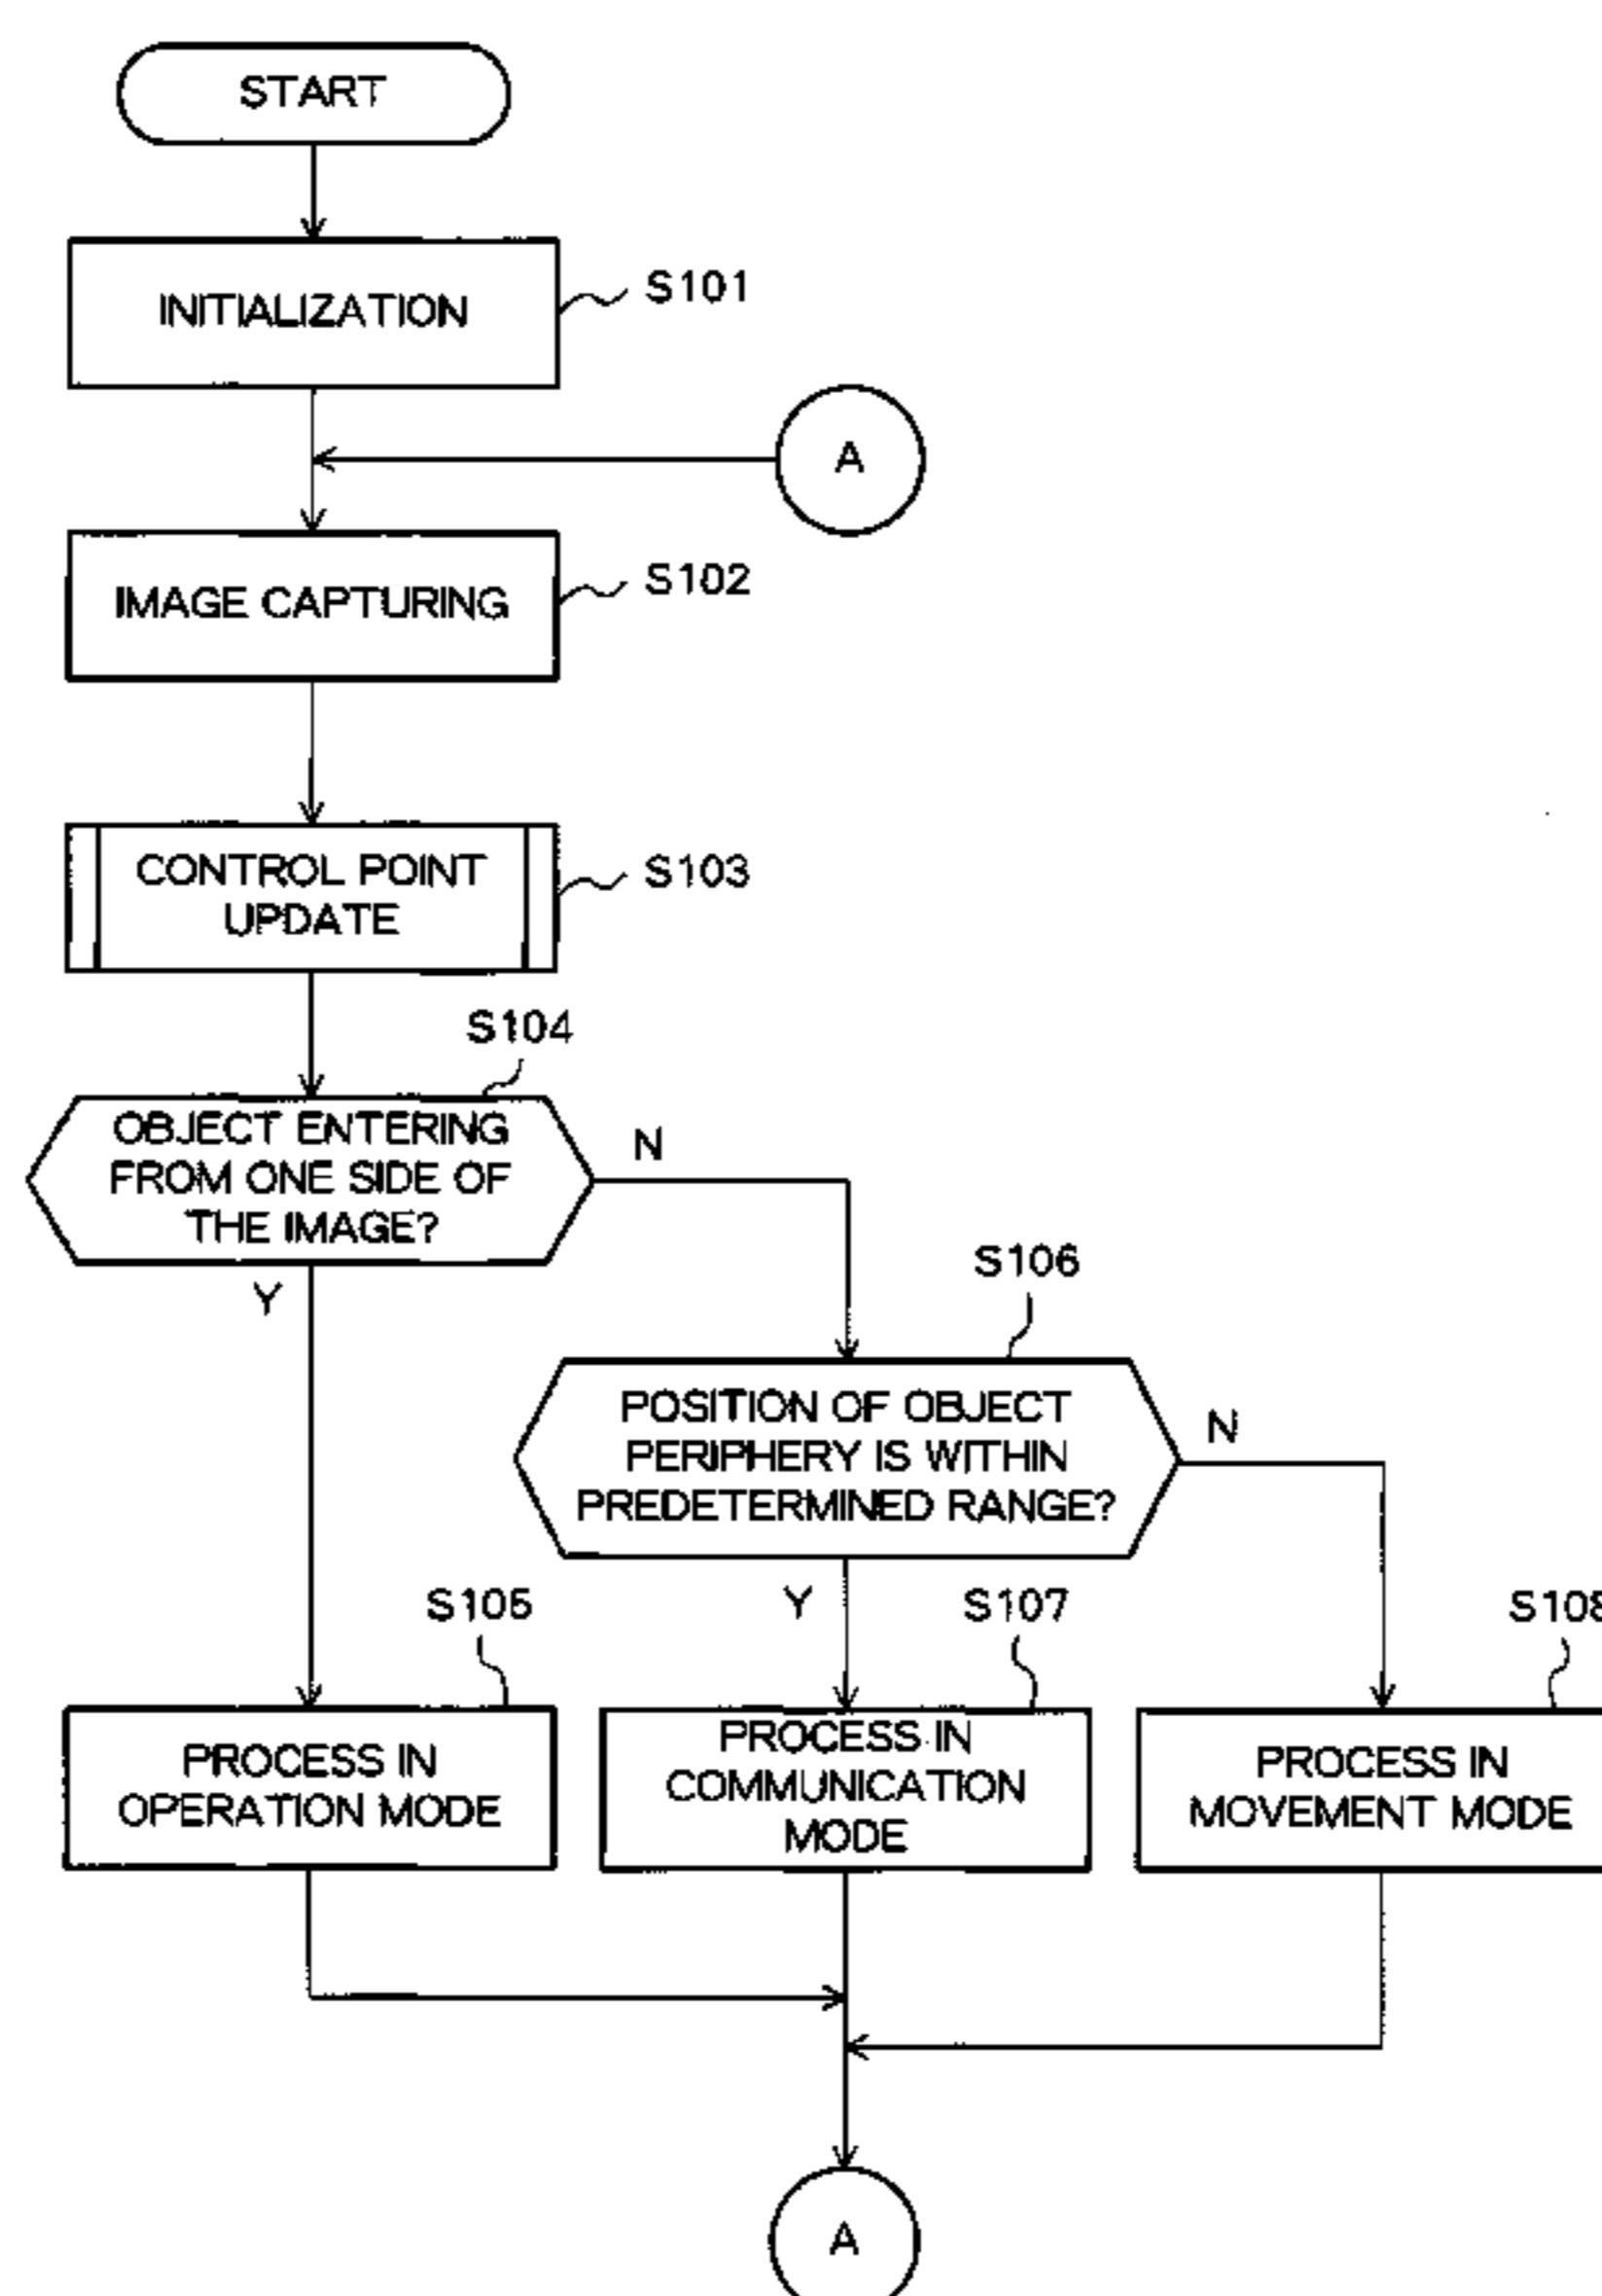 START
INITIALIZATION
S101
A
IMAGE CAPTURING
S102
CONTROL POINT
UPDATE
S103
S104
OBJECT ENTERING
FROM ONE SIDE OF
THE IMAGE?
N
Y
S106
POSITION OF OBJECT
PERIPHERY IS WITHIN
PREDETERMINED RANGE?
N
Y
S105
S107
S108
PROCESS IN
OPERATION MODE
PROCESS IN
COMMUNICATION
MODE
PROCESS IN
MOVEMENT MODE
A